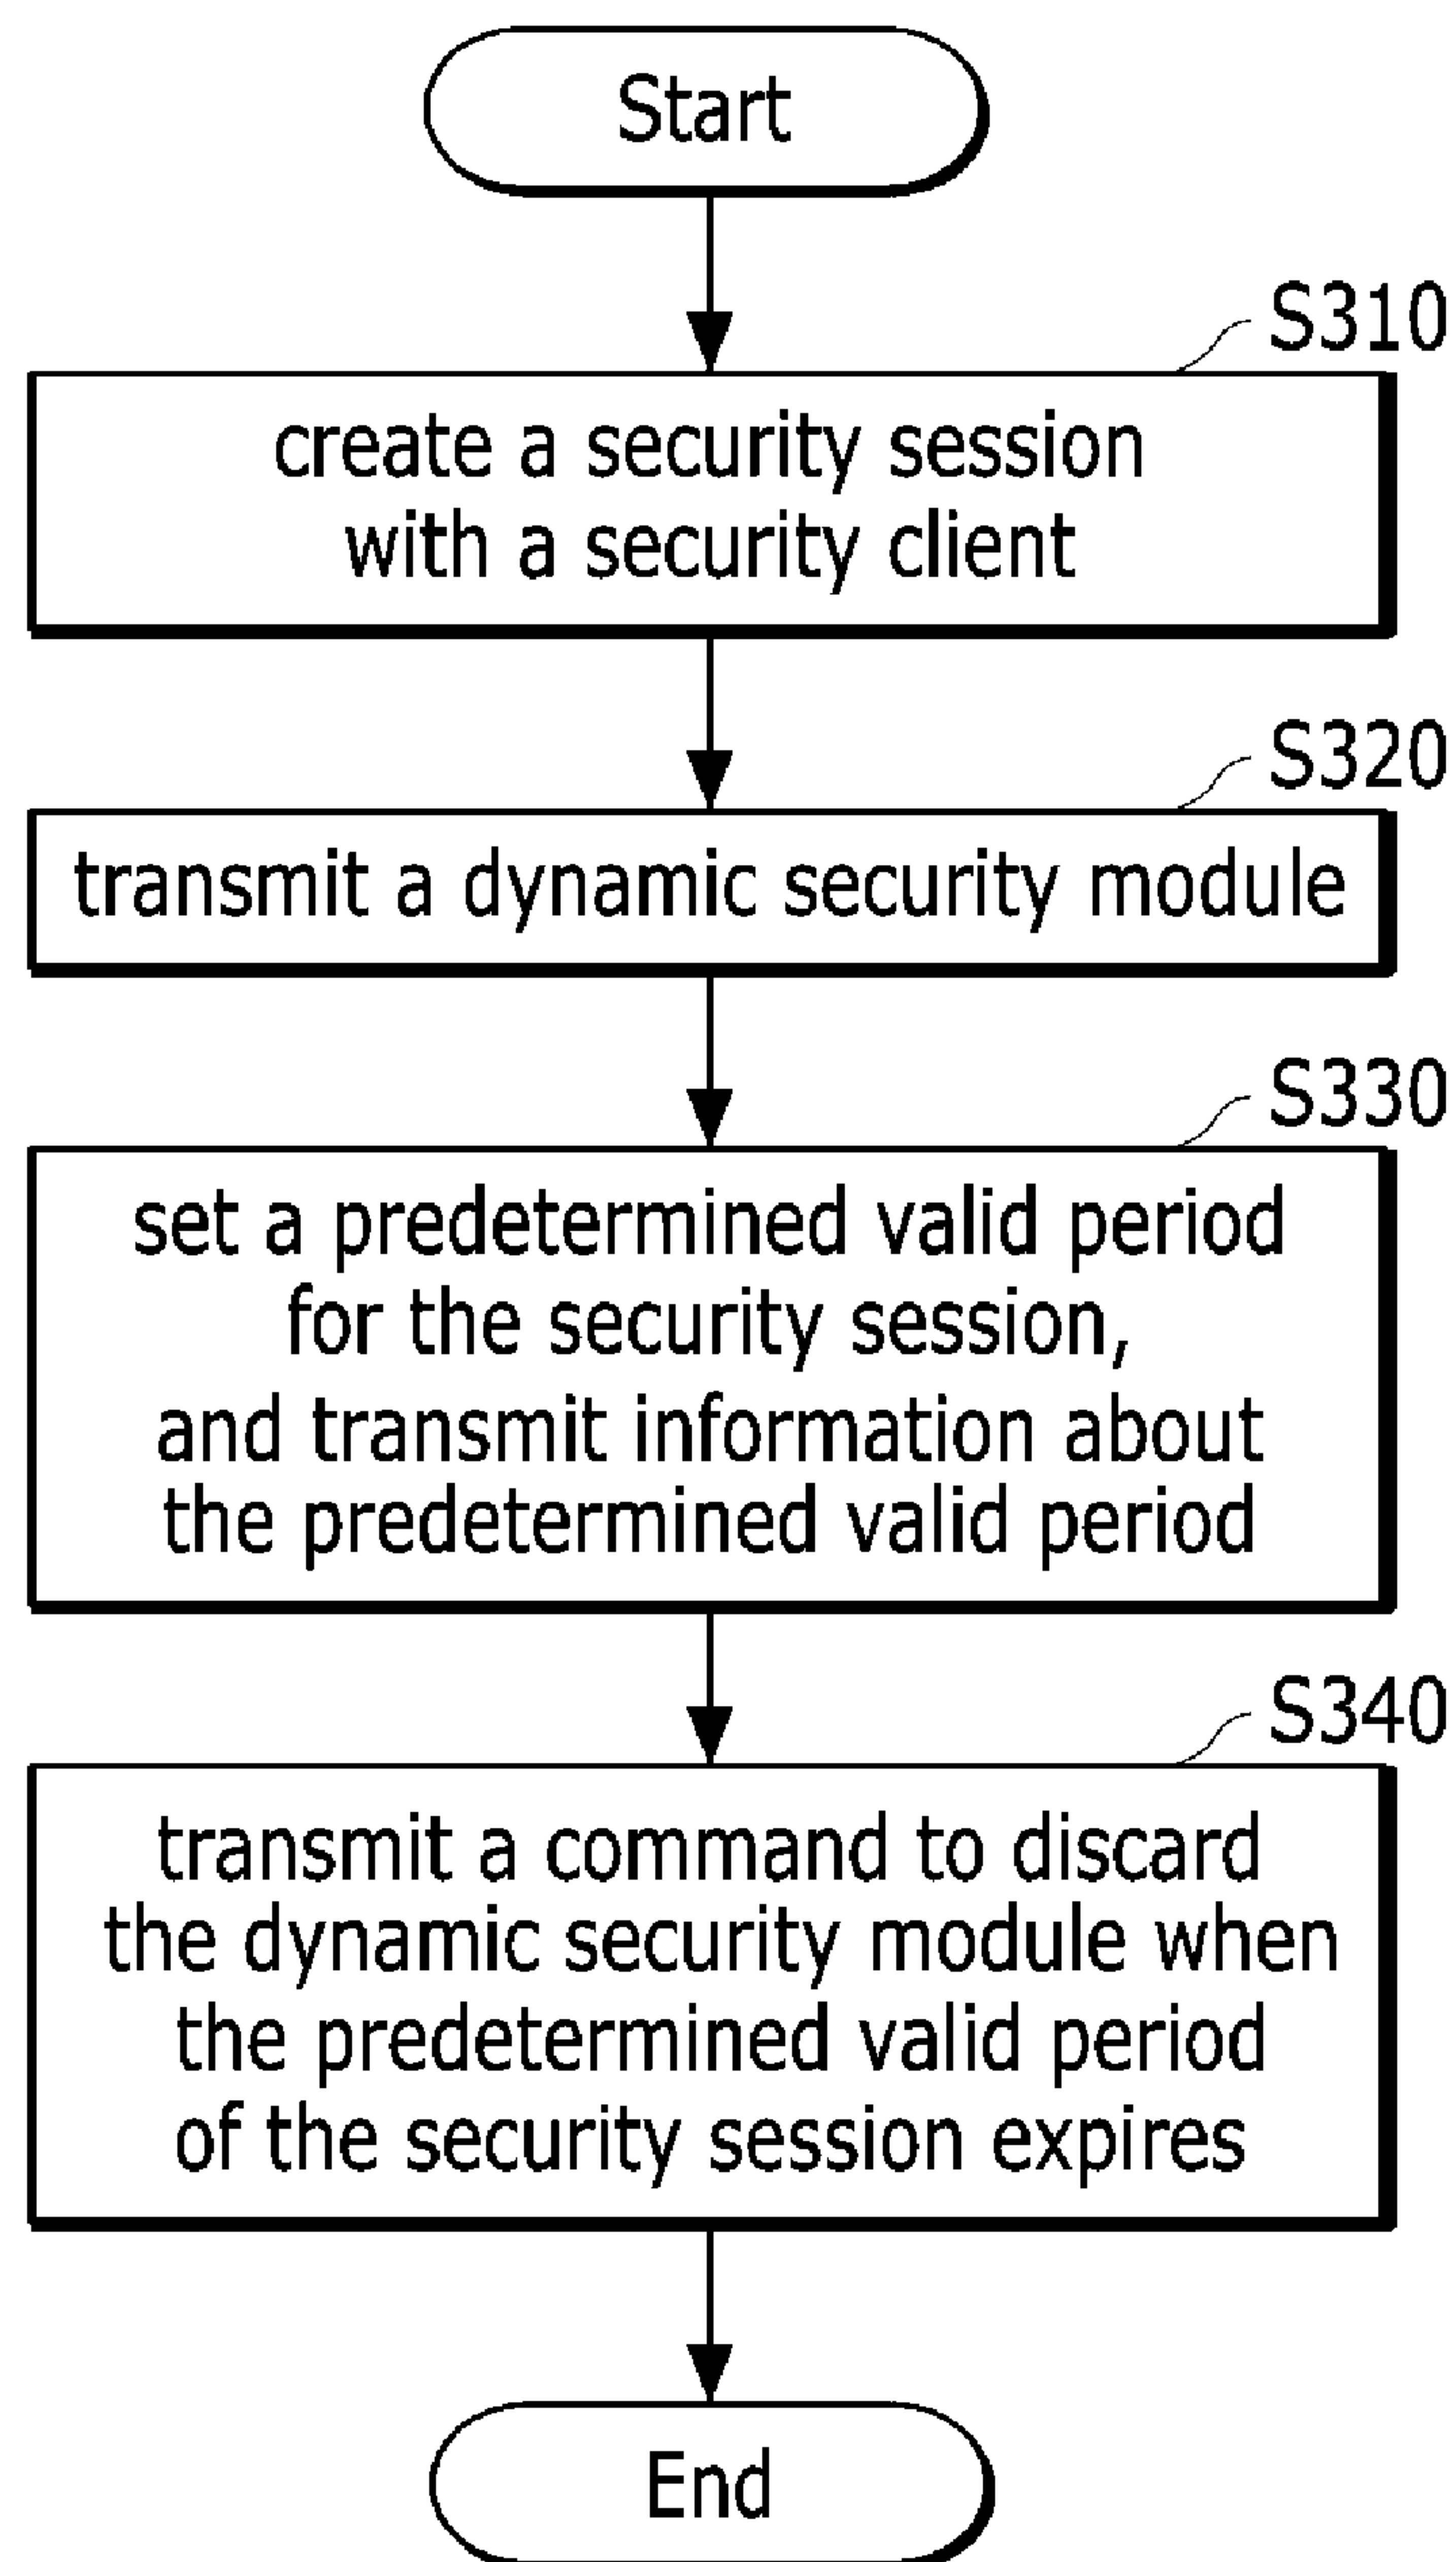 Start
S310
create a security session
with a security client
S320
transmit a dynamic security module
S330
set a predetermined valid period
for the security session,
and transmit information about
the predetermined valid period
S340
transmit a command to discard
the dynamic security module when
the predetermined valid period
of the security session expires
End